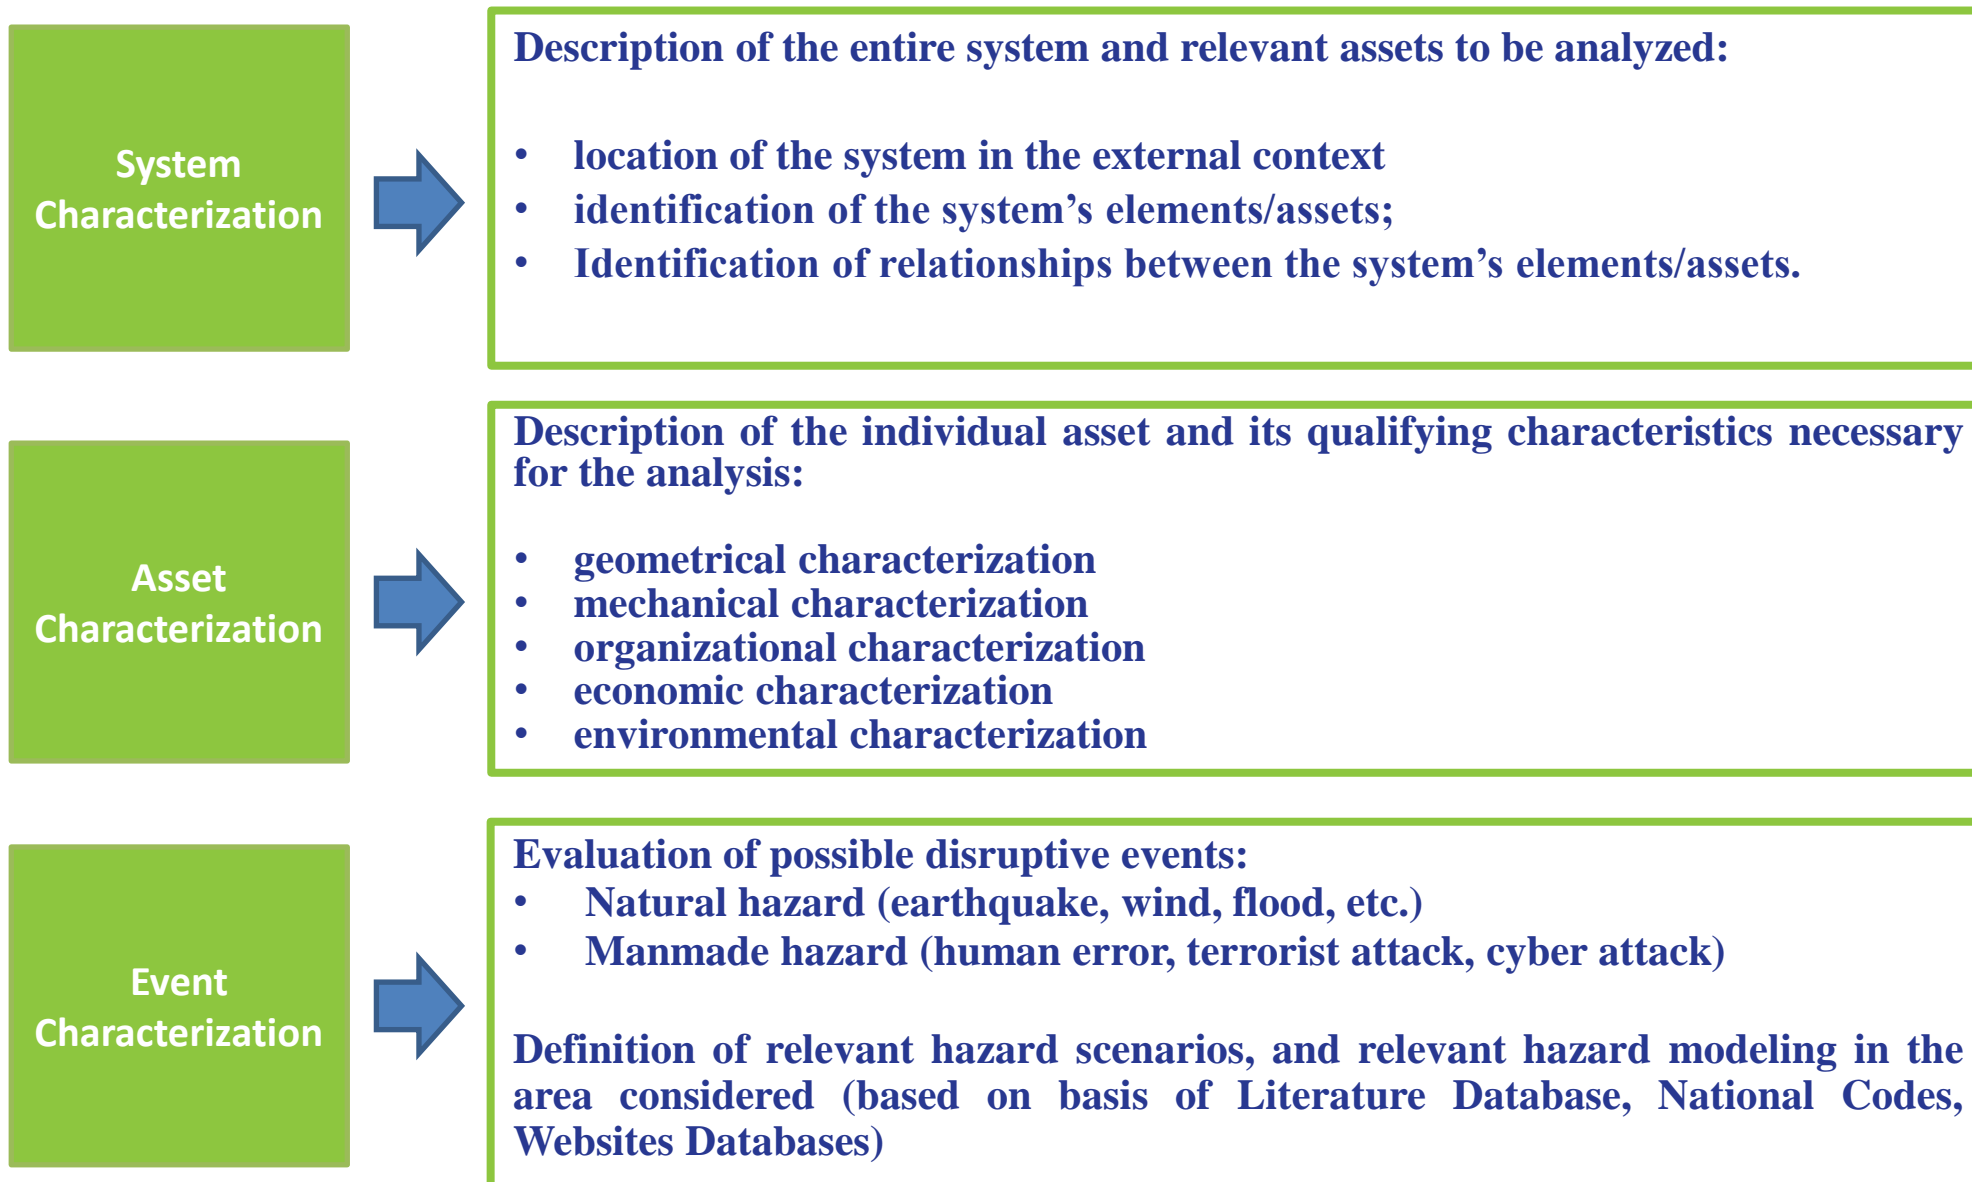 System
Characterization
Description of the entire system and relevant assets to be analyzed:
• location of the system in the external context
• identification of the system’s elements/assets;
• Identification of relationships between the system’s elements/assets.
Asset
Characterization
Description of the individual asset and its qualifying characteristics necessary
for the analysis:
• geometrical characterization
• mechanical characterization
• organizational characterization
• economic characterization
• environmental characterization
Event
Characterization
Evaluation of possible disruptive events:
• Natural hazard (earthquake, wind, flood, etc.)
• Manmade hazard (human error, terrorist attack, cyber attack)
Definition of relevant hazard scenarios, and relevant hazard modeling in the
area considered (based on basis of Literature Database, National Codes,
Websites Databases)